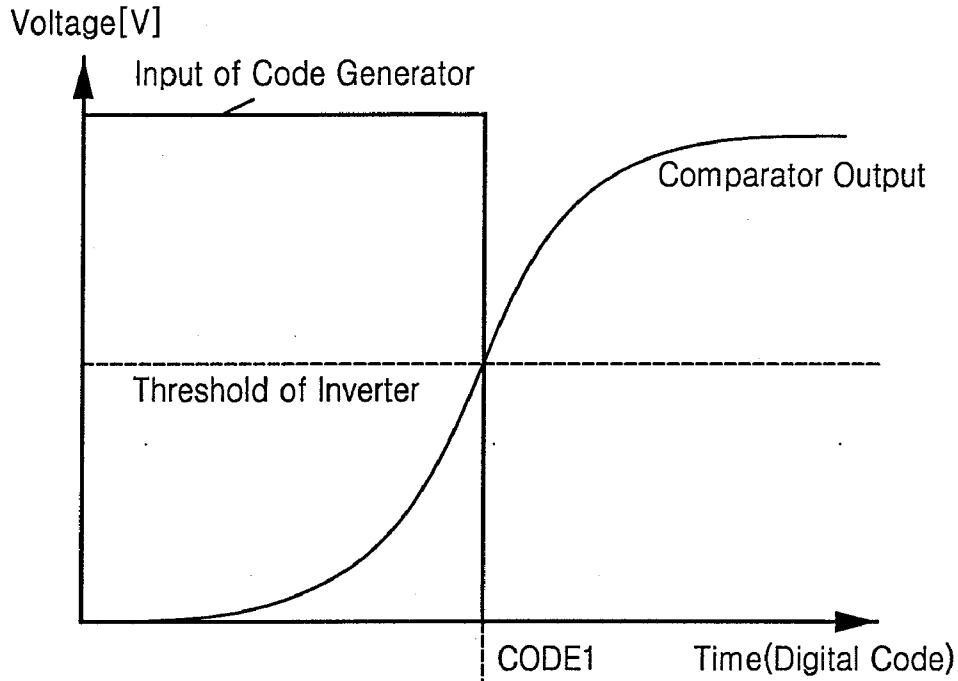 Voltage[V]
Input of Code Generator
Comparator Output
Threshold of Inverter
CODE1
Time(Digital Code)